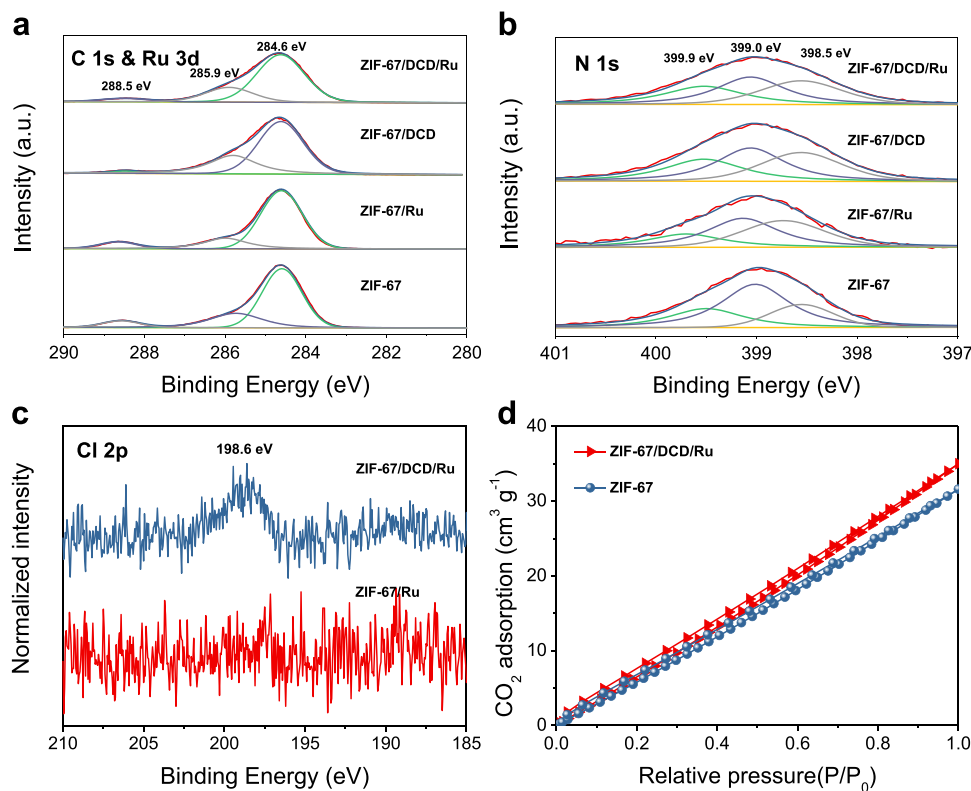 a
C 1s & Ru 3d
284.6 eV
285.9 eV
288.5 eV
ZIF-67/DCD/Ru
ZIF-67/DCD
ZIF-67/Ru
ZIF-67
Intensity (a.u.)
290 288 286 284 282 280
Binding Energy (eV)
b
N 1s
399.9 eV
399.0 eV
398.5 eV
ZIF-67/DCD/Ru
ZIF-67/DCD
ZIF-67/Ru
ZIF-67
Intensity (a.u.)
401 400 399 398 397
Binding Energy (eV)
c
Cl 2p
198.6 eV
ZIF-67/DCD/Ru
ZIF-67/Ru
Normalized intensity
210 205 200 195 190 185
Binding Energy (eV)
d
ZIF-67/DCD/Ru
ZIF-67
CO₂ adsorption (cm³ g⁻¹)
40
30
20
10
0
0.0 0.2 0.4 0.6 0.8 1.0
Relative pressure(P/P₀)